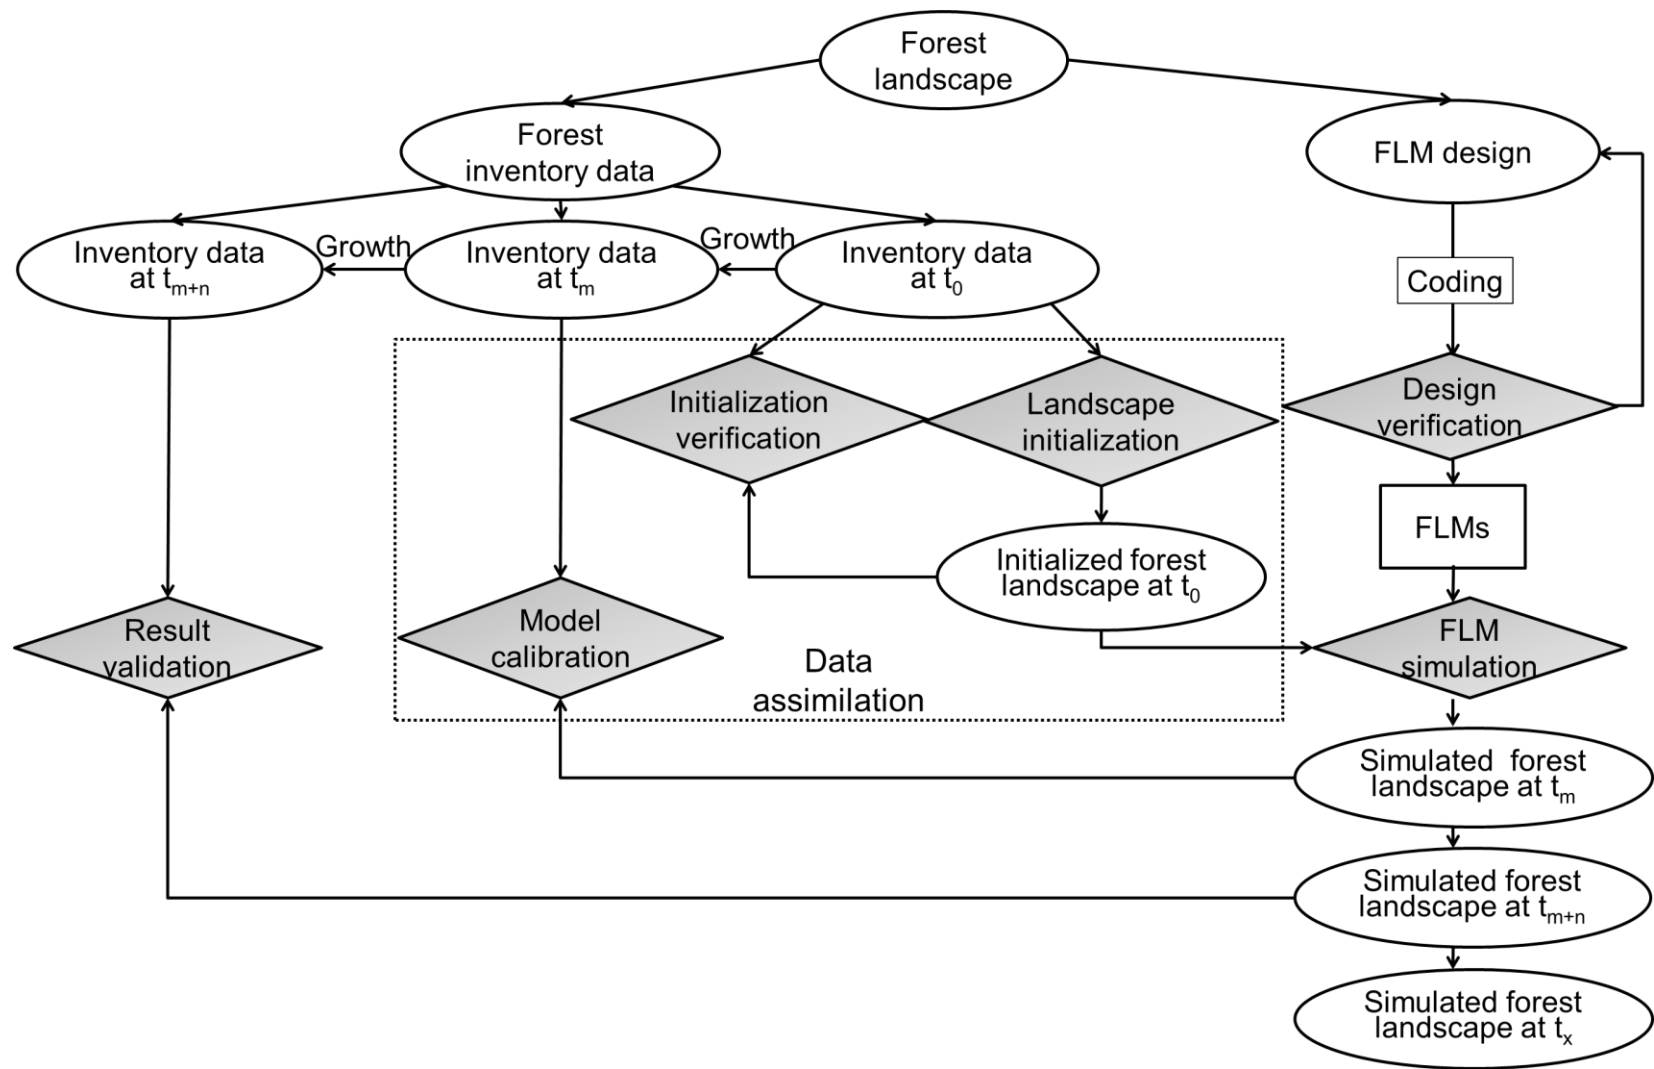 Forest
landscape
Forest
inventory data
FLM design
Inventory data
at tm+n
Growth
Inventory data
at tm
Growth
Inventory data
at t0
Coding
Initialization
verification
Landscape
initialization
Design
verification
FLMs
Initialized forest
landscape at t0
Result
validation
Model
calibration
Data
assimilation
FLM
simulation
Simulated forest
landscape at tm
Simulated forest
landscape at tm+n
Simulated forest
landscape at tx